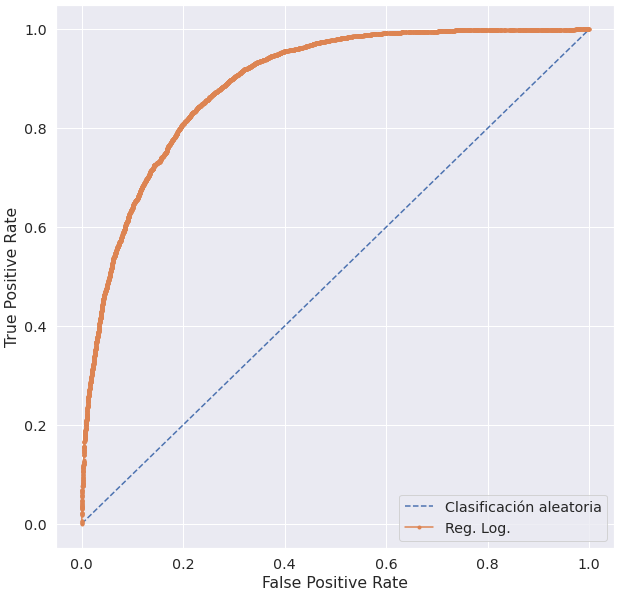 1.0
0.8
0.6
0.4
0.2
0.0
True Positive Rate
Clasificación aleatoria
Reg. Log.
0.0 0.2 0.4 0.6 0.8 1.0
False Positive Rate